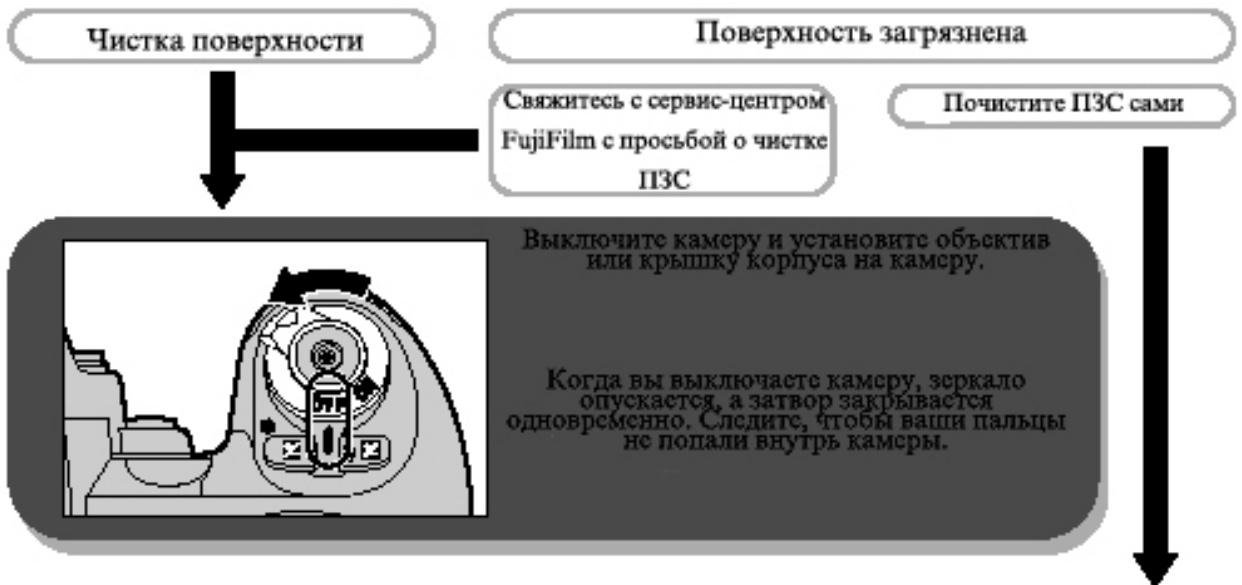 Чистка поверхности
Поверхность загрязнена
Свяжитесь с сервис-центром
FujiFilm с просьбой о чистке
ПЗС
Почистите ПЗС сами
Выключите камеру и установите объектив
или крышку корпуса на камеру.
Когда вы выключаете камеру, зеркало
опускается, а затвор закрывается
одновременно. Следите, чтобы ваши пальцы
не попали внутрь камеры.
OFF